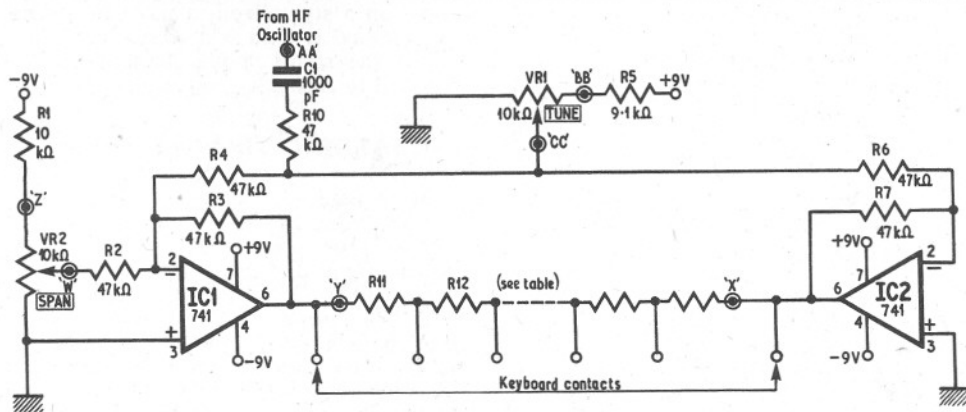 From HF
Oscillator
'AA'
C1
1000
pF
R10
47
kΩ
-9V
R1
10
kΩ
'Z'
VR2
10kΩ
SPAN
'W'
R2
47kΩ
R4
47kΩ
R3
47kΩ
+9V
2
7
-
IC1
741
6
4
+
3
-9V
'Y'
R11
R12
(see table)
'X'
Keyboard contacts
VR1
10kΩ
TUNE
'BB'
R5
9·1kΩ
+9V
'CC'
R6
47kΩ
R7
47kΩ
+9V
7
2
-
6
IC2
741
4
+
3
-9V